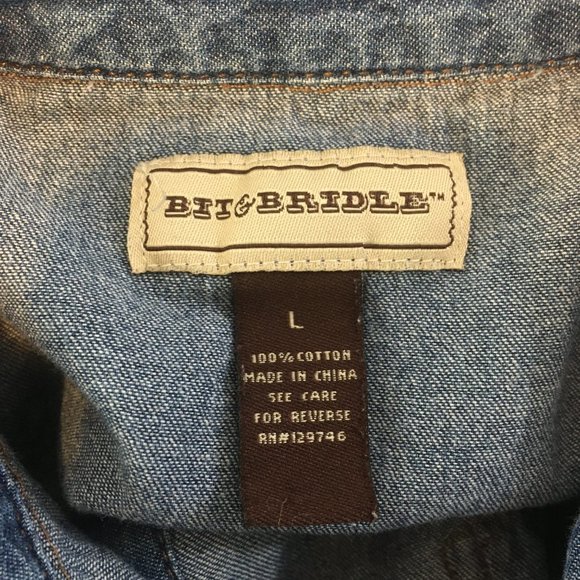 BIT & BRIDLE™
L
100% COTTON
MADE IN CHINA
SEE CARE
FOR REVERSE
RN#129746